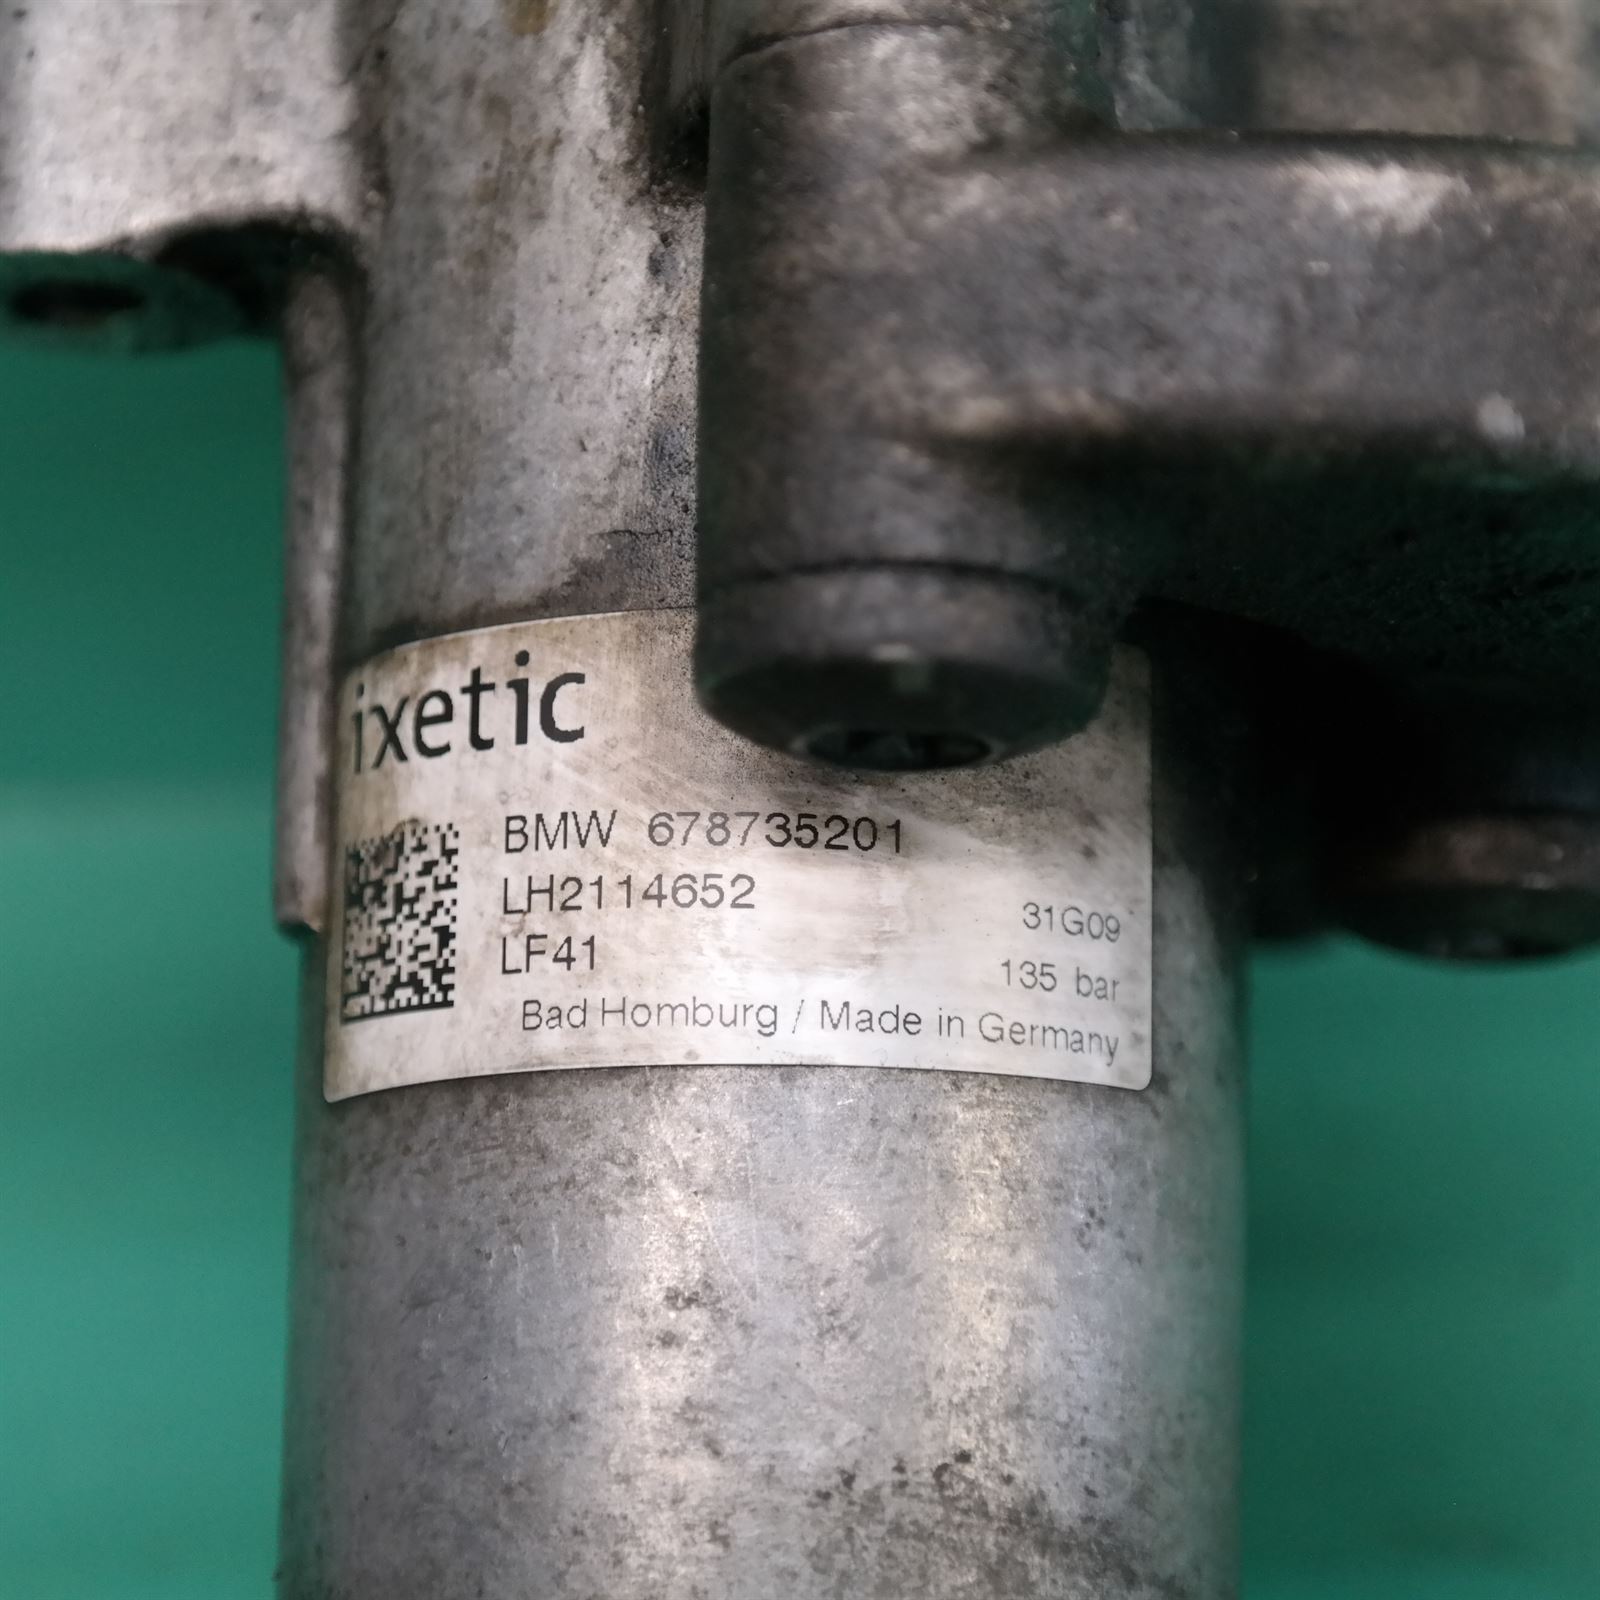 ixetic
BMW 678735201
LH2114652
31G09
LF41
135 bar
Bad Homburg / Made in Germany